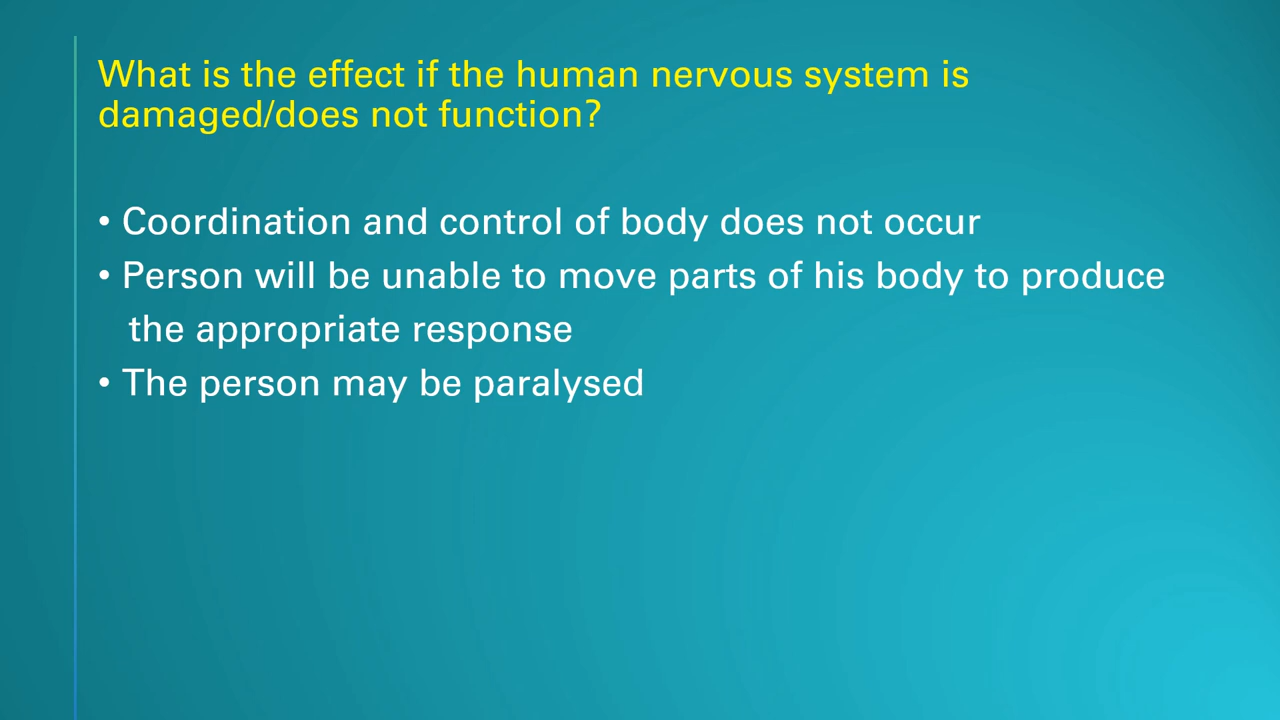 What is the effect if the human nervous system is
damaged/does not function?
• Coordination and control of body does not occur
• Person will be unable to move parts of his body to produce
the appropriate response
• The person may be paralysed